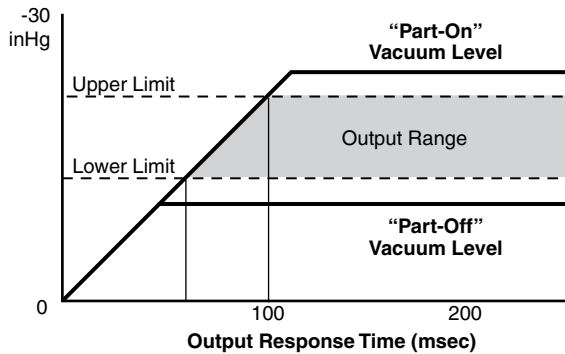 -30
inHg
“Part-On”
Vacuum Level
Upper Limit
Output Range
Lower Limit
“Part-Off”
Vacuum Level
0
100
200
Output Response Time (msec)